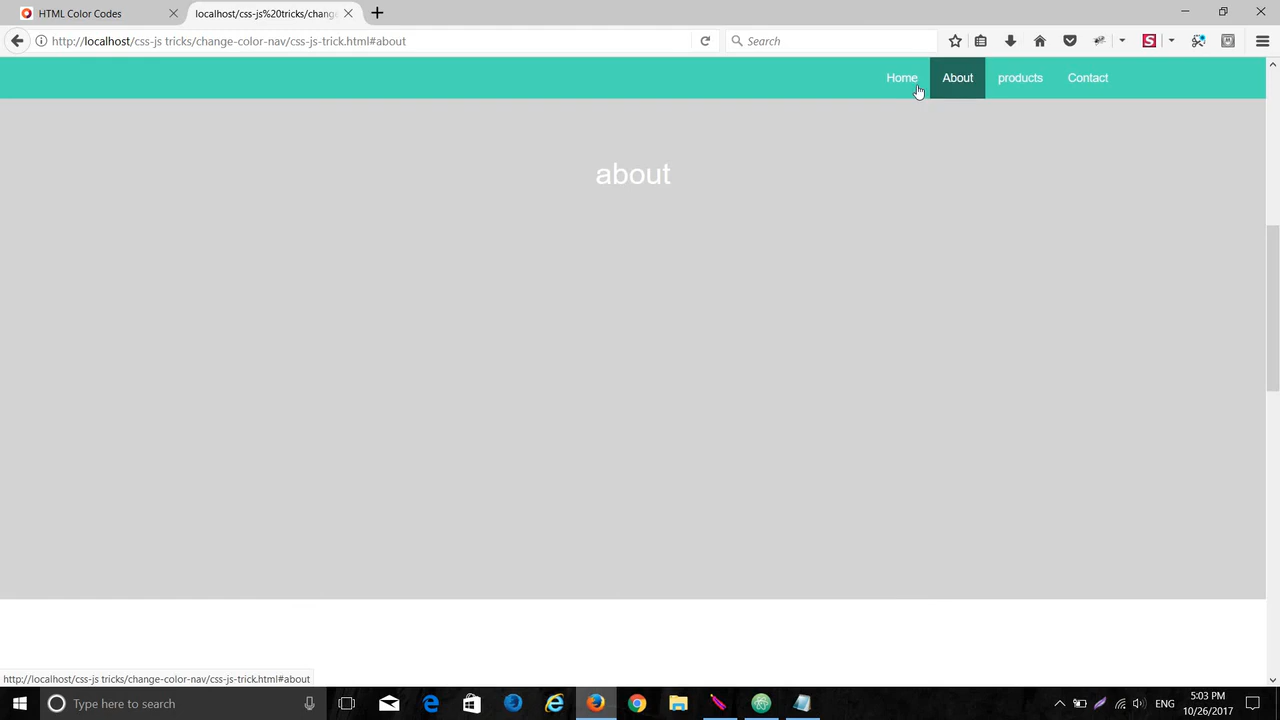 HTML Color Codes
localhost/css-js%20tricks/chang
http://localhost/css-js tricks/change-color-nav/css-js-trick.html#about
Search
Home
About
products
Contact
about
http://localhost/css-js tricks/change-color-nav/css-js-trick.html#about
Type here to search
ENG
5:03 PM
10/26/2017